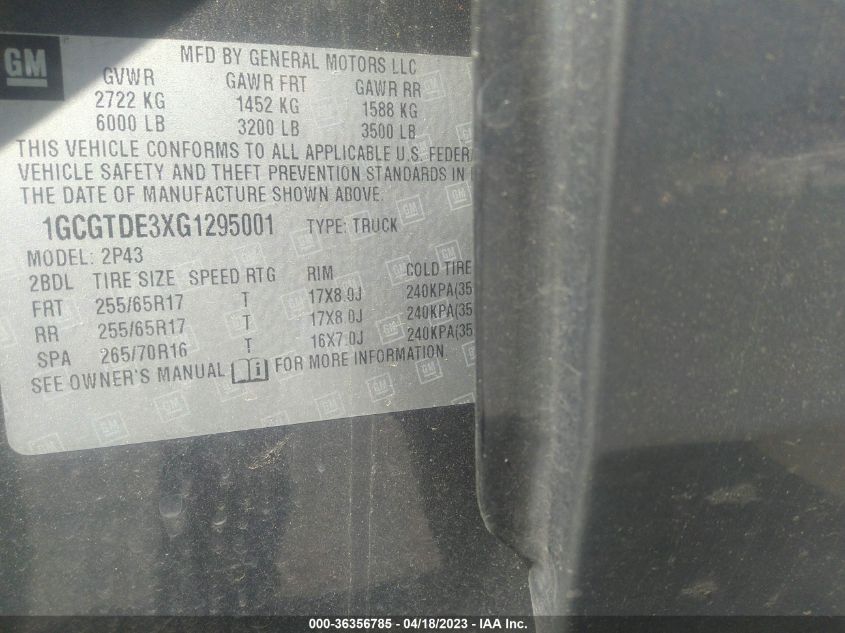 GM
MFD BY GENERAL MOTORS LLC
GVWR GAWR FRT GAWR RR
2722 KG 1452 KG 1588 KG
6000 LB 3200 LB 3500 LB
THIS VEHICLE CONFORMS TO ALL APPLICABLE U.S. FEDER
VEHICLE SAFETY AND THEFT PREVENTION STANDARDS IN
THE DATE OF MANUFACTURE SHOWN ABOVE.
1GCGTDE3XG1295001 TYPE: TRUCK
MODEL: 2P43
2BDL TIRE SIZE SPEED RTG RIM COLD TIRE
FRT 255/65R17 T 17X8.0J 240KPA(35
RR 255/65R17 T 17X8.0J 240KPA(35
SPA 265/70R16 T 16X7.0J 240KPA(35
SEE OWNER'S MANUAL FOR MORE INFORMATION
000-36356785 - 04/18/2023 - IAA Inc.